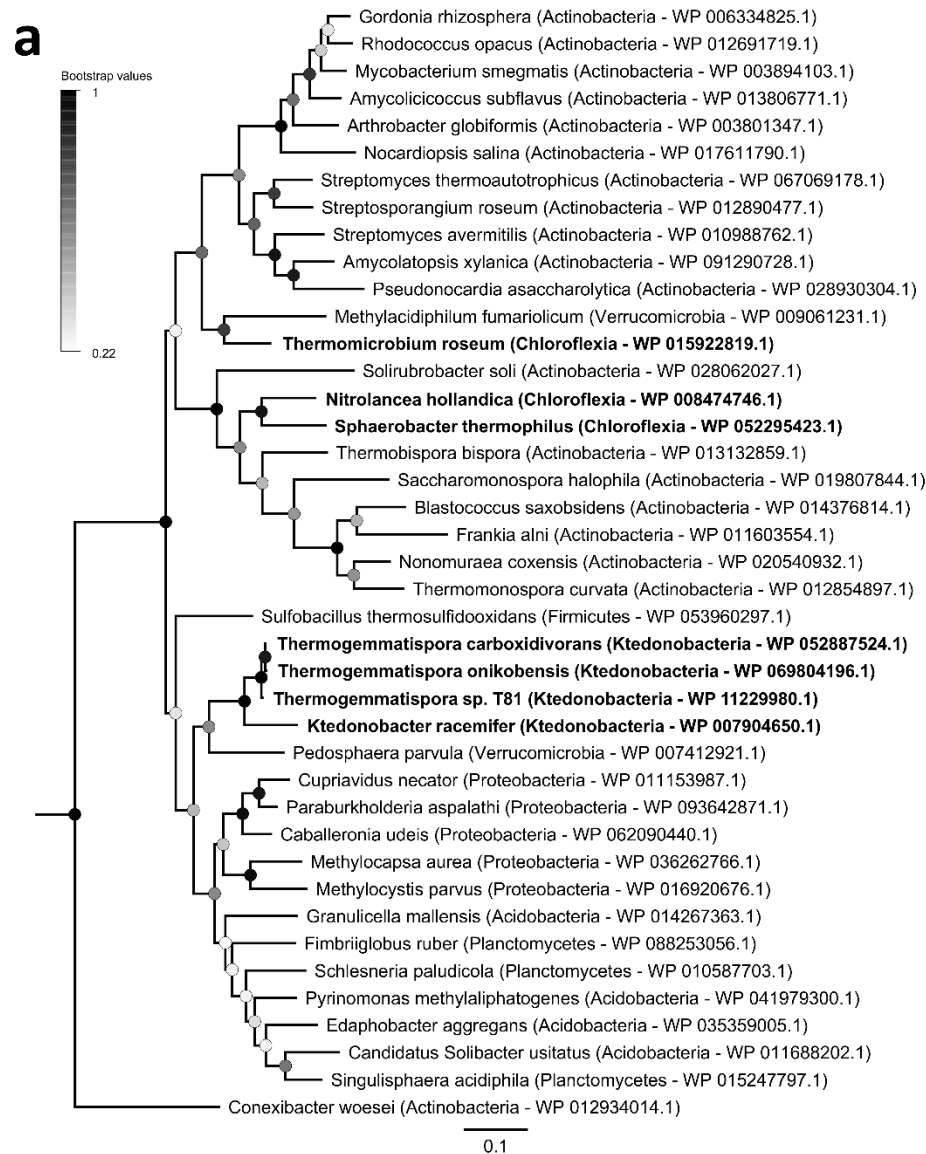 a
Bootstrap values
1
0.22
Gordonia rhizosphera (Actinobacteria - WP 006334825.1)
Rhodococcus opacus (Actinobacteria - WP 012691719.1)
Mycobacterium smegmatis (Actinobacteria - WP 003894103.1)
Amycolicicoccus subflavus (Actinobacteria - WP 013806771.1)
Arthrobacter globiformis (Actinobacteria - WP 003801347.1)
Nocardiopsis salina (Actinobacteria - WP 017611790.1)
Streptomyces thermoautotrophicus (Actinobacteria - WP 067069178.1)
Streptosporangium roseum (Actinobacteria - WP 012890477.1)
Streptomyces avermitilis (Actinobacteria - WP 010988762.1)
Amycolatopsis xylanica (Actinobacteria - WP 091290728.1)
Pseudonocardia asaccharolytica (Actinobacteria - WP 028930304.1)
Methylacidiphilum fumariolicum (Verrucomicrobia - WP 009061231.1)
Thermomicrobium roseum (Chloroflexia - WP 015922819.1)
Solirubrobacter soli (Actinobacteria - WP 028062027.1)
Nitrolancea hollandica (Chloroflexia - WP 008474746.1)
Sphaerobacter thermophilus (Chloroflexia - WP 052295423.1)
Thermobispora bispora (Actinobacteria - WP 013132859.1)
Saccharomonospora halophila (Actinobacteria - WP 019807844.1)
Blastococcus saxobsidens (Actinobacteria - WP 014376814.1)
Frankia alni (Actinobacteria - WP 011603554.1)
Nonomuraea coxensis (Actinobacteria - WP 020540932.1)
Thermomonospora curvata (Actinobacteria - WP 012854897.1)
Sulfobacillus thermosulfidooxidans (Firmicutes - WP 053960297.1)
Thermogemmatispora carboxidivorans (Ktedonobacteria - WP 052887524.1)
Thermogemmatispora onikobensis (Ktedonobacteria - WP 069804196.1)
Thermogemmatispora sp. T81 (Ktedonobacteria - WP 11229980.1)
Ktedonobacter racemifer (Ktedonobacteria - WP 007904650.1)
Pedosphaera parvula (Verrucomicrobia - WP 007412921.1)
Cupriavidus necator (Proteobacteria - WP 011153987.1)
Paraburkholderia aspalathi (Proteobacteria - WP 093642871.1)
Caballeronia udeis (Proteobacteria - WP 062090440.1)
Methylocapsa aurea (Proteobacteria - WP 036262766.1)
Methylocystis parvus (Proteobacteria - WP 016920676.1)
Granulicella mallensis (Acidobacteria - WP 014267363.1)
Fimbriiglobus ruber (Planctomycetes - WP 088253056.1)
Schlesneria paludicola (Planctomycetes - WP 010587703.1)
Pyrinomonas methylaliphatogenes (Acidobacteria - WP 041979300.1)
Edaphobacter aggregans (Acidobacteria - WP 035359005.1)
Candidatus Solibacter usitatus (Acidobacteria - WP 011688202.1)
Singulisphaera acidiphila (Planctomycetes - WP 015247797.1)
Conexibacter woesei (Actinobacteria - WP 012934014.1)
0.1